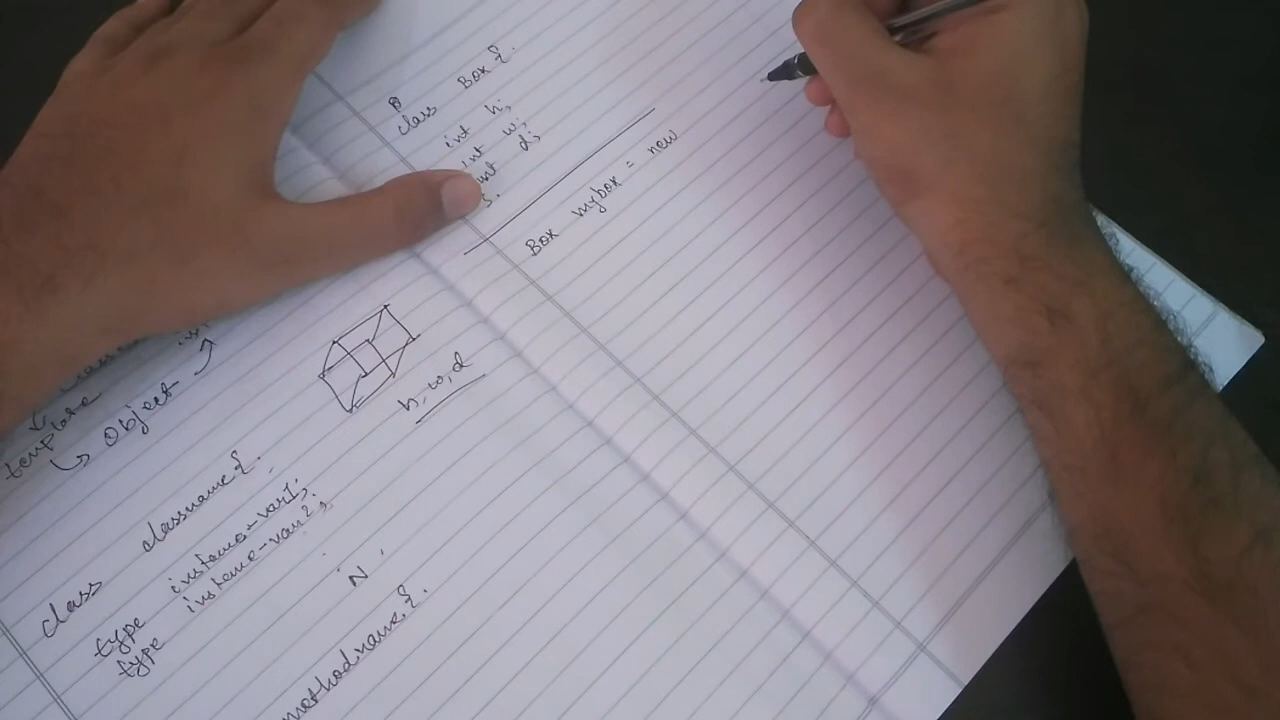 class Box {.
int h;
int w;
int d;
Box mybox = new
h, w, d
template
Object
class classname {.
type instance-var1;
type instance-var2;
N
methodname {.